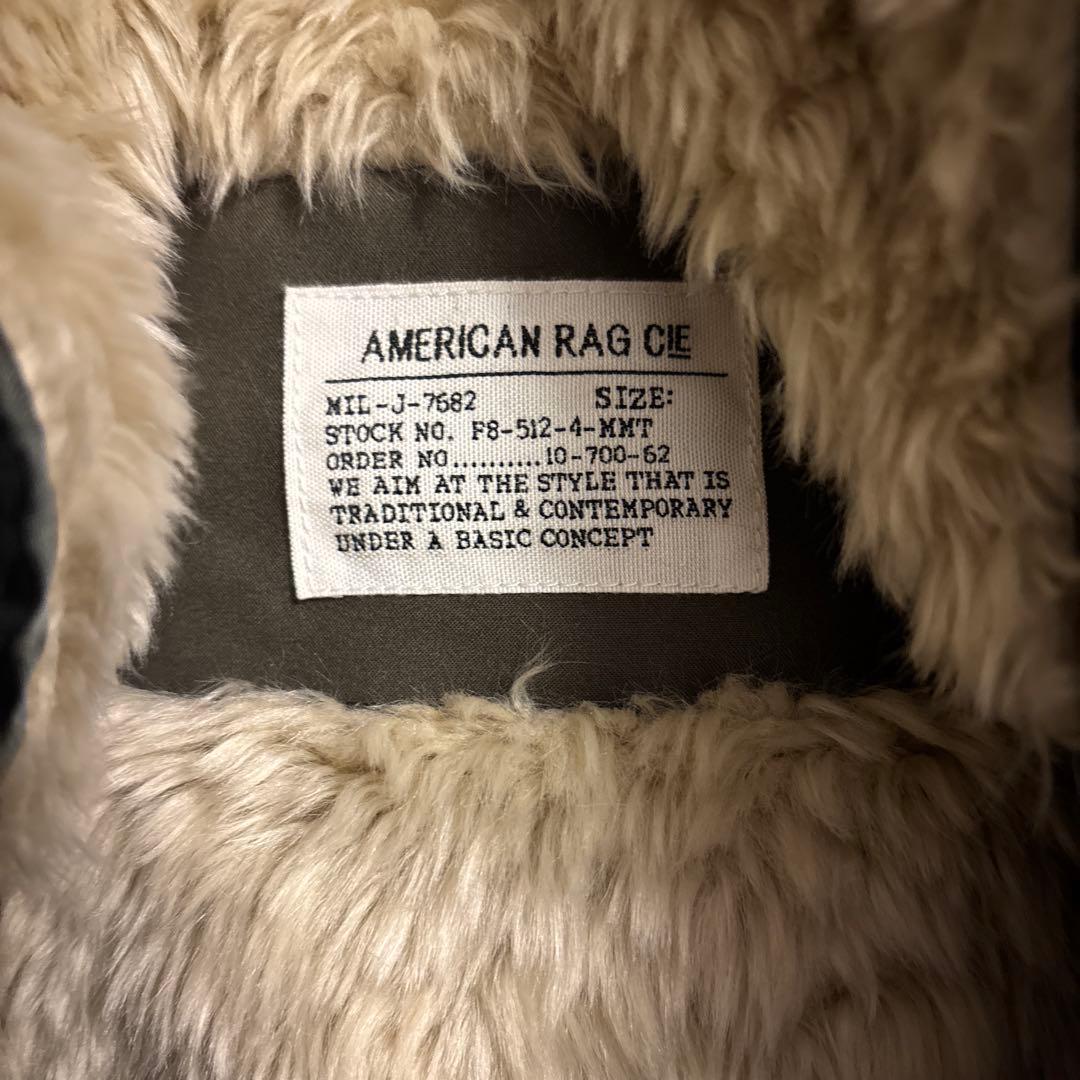 AMERICAN RAG CIE
MIL-J-7682 SIZE:
STOCK NO. F8-512-4-MMT
ORDER NO..........10-700-62
WE AIM AT THE STYLE THAT IS
TRADITIONAL & CONTEMPORARY
UNDER A BASIC CONCEPT